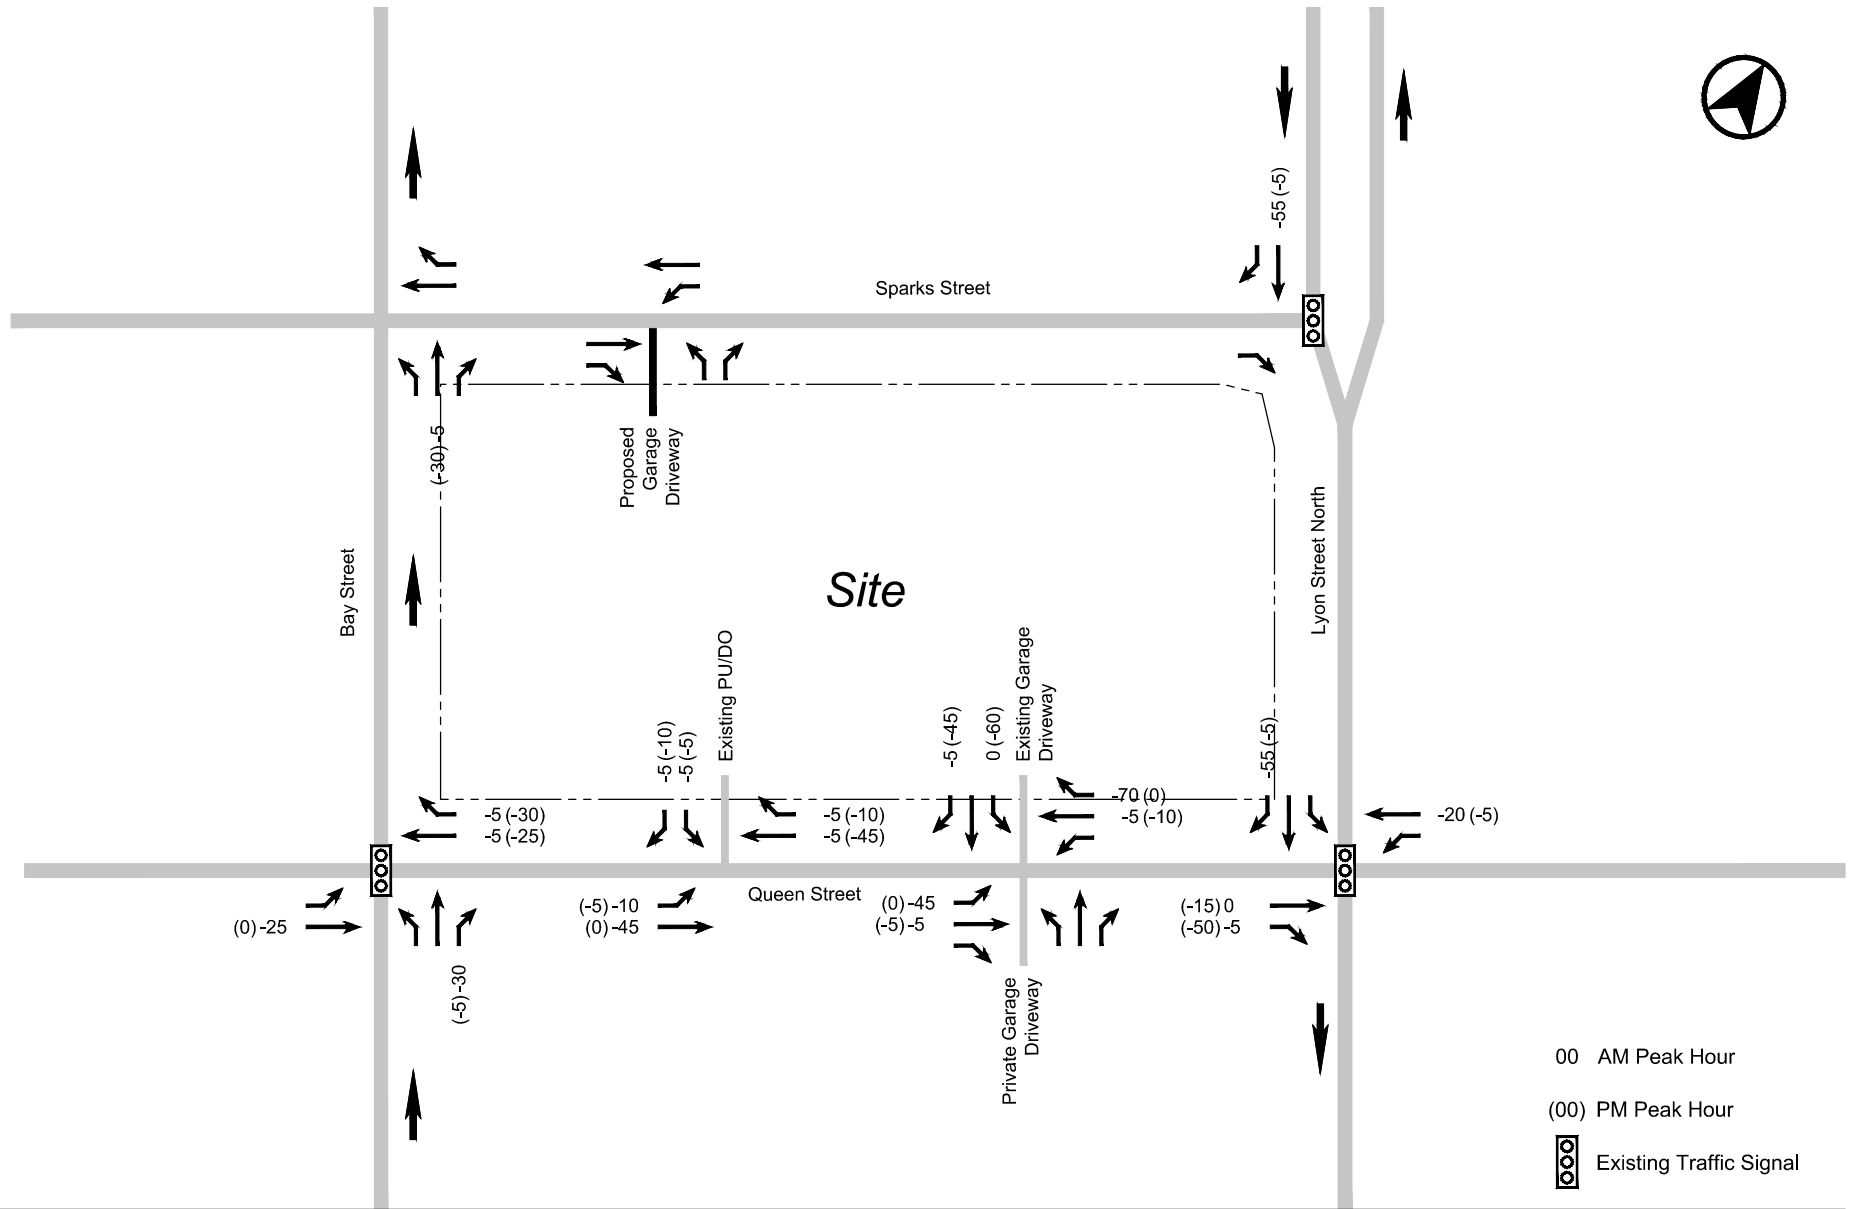 -55 (-5)
Sparks Street
(-30) -5
Proposed
Garage
Driveway
Bay Street
Site
Lyon Street North
Existing PU/DO
Existing Garage
Driveway
-5 (-10)
-5 (-5)
-5 (-45)
0 (-60)
-55 (-5)
-5 (-30)
-5 (-25)
-5 (-10)
-5 (-45)
-70 (0)
-5 (-10)
-20 (-5)
Queen Street
(0) -25
(-5) -10
(0) -45
(0) -45
(-5) -5
(-15) 0
(-50) -5
(-5) -30
Private Garage
Driveway
00 AM Peak Hour
(00) PM Peak Hour
Existing Traffic Signal